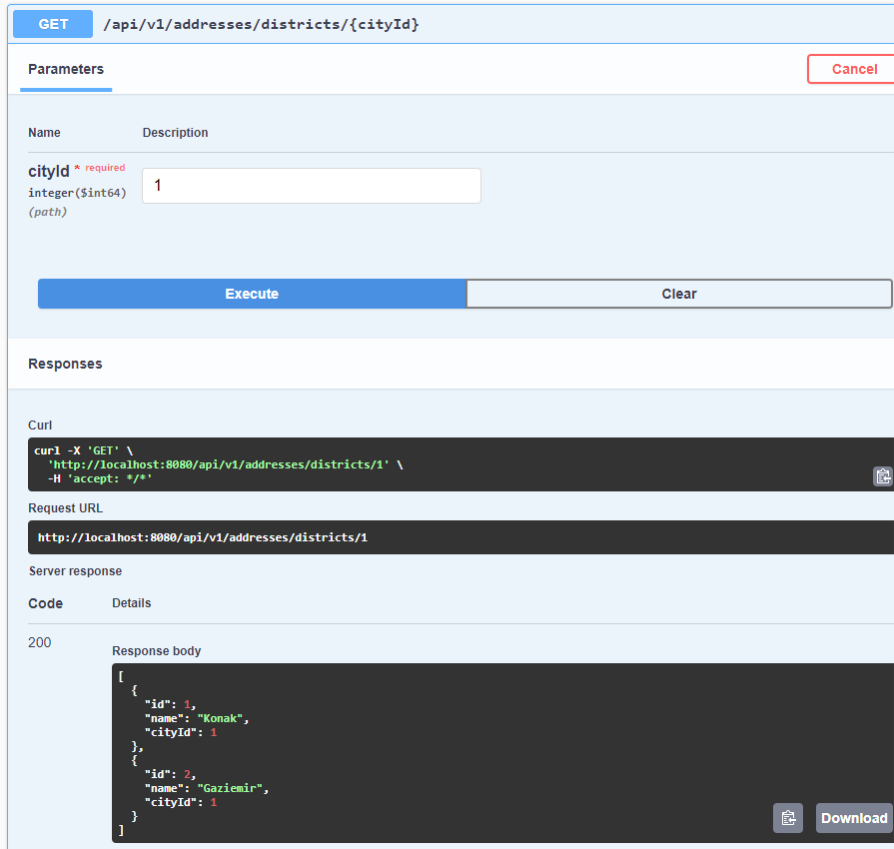 GET /api/v1/addresses/districts/{cityId}
Parameters
Cancel
Name Description
cityId * required
integer($int64)
(path)
1
Execute Clear
Responses
Curl
curl -X 'GET' \
'http://localhost:8080/api/v1/addresses/districts/1' \
-H 'accept: */*'
Request URL
http://localhost:8080/api/v1/addresses/districts/1
Server response
Code Details
200
Response body
[
{
"id": 1,
"name": "Konak",
"cityId": 1
},
{
"id": 2,
"name": "Gaziemir",
"cityId": 1
}
]
Download